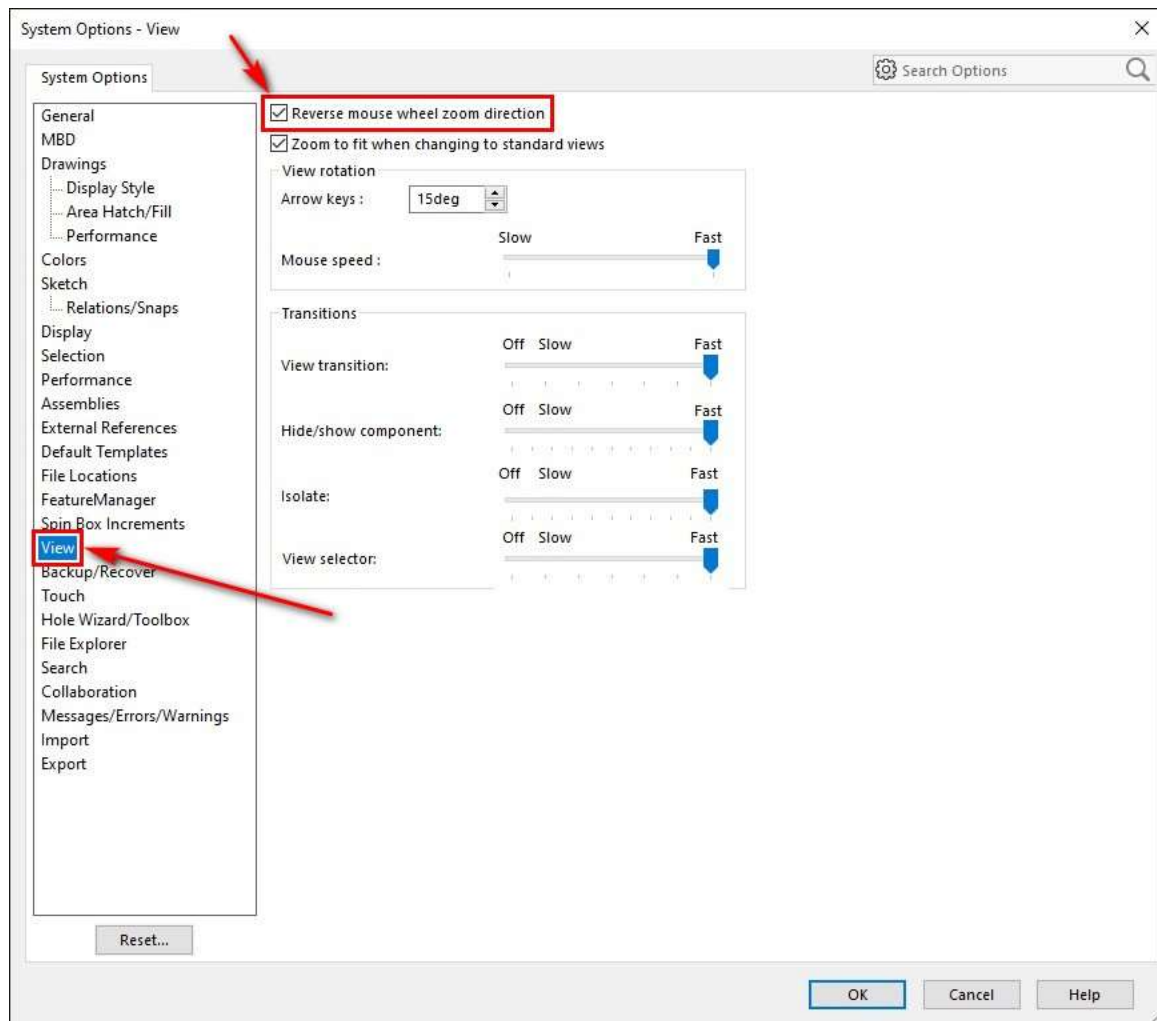 System Options - View
System Options
Search Options
General
MBD
Drawings
Display Style
Area Hatch/Fill
Performance
Colors
Sketch
Relations/Snaps
Display
Selection
Performance
Assemblies
External References
Default Templates
File Locations
FeatureManager
Spin Box Increments
View
Backup/Recover
Touch
Hole Wizard/Toolbox
File Explorer
Search
Collaboration
Messages/Errors/Warnings
Import
Export
Reset...
Reverse mouse wheel zoom direction
Zoom to fit when changing to standard views
View rotation
Arrow keys : 15deg
Slow Fast
Mouse speed :
Transitions
Off Slow Fast
View transition:
Off Slow Fast
Hide/show component:
Off Slow Fast
Isolate:
Off Slow Fast
View selector:
OK Cancel Help